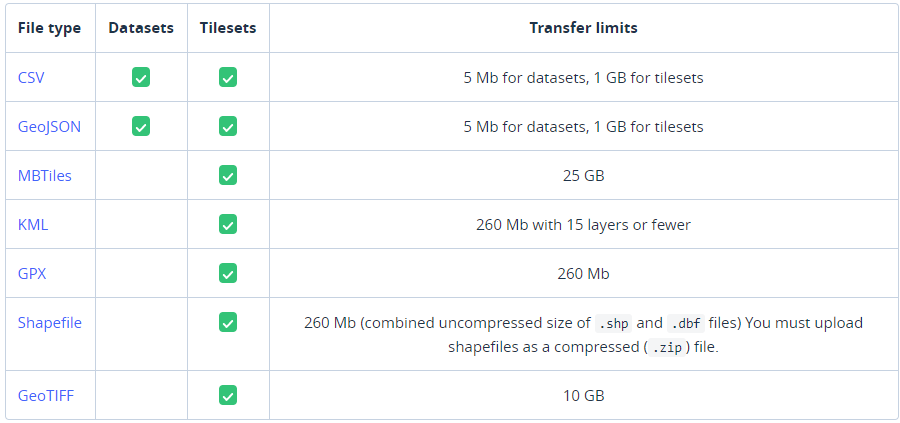 File type Datasets Tilesets Transfer limits
CSV 5 Mb for datasets, 1 GB for tilesets
GeoJSON 5 Mb for datasets, 1 GB for tilesets
MBTiles 25 GB
KML 260 Mb with 15 layers or fewer
GPX 260 Mb
Shapefile 260 Mb (combined uncompressed size of .shp and .dbf files) You must upload
shapefiles as a compressed ( .zip ) file.
GeoTIFF 10 GB